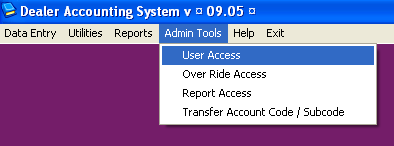 Dealer Accounting System v ¤ 09.05 ¤
Data Entry Utilities Reports Admin Tools Help Exit
User Access
Over Ride Access
Report Access
Transfer Account Code / Subcode